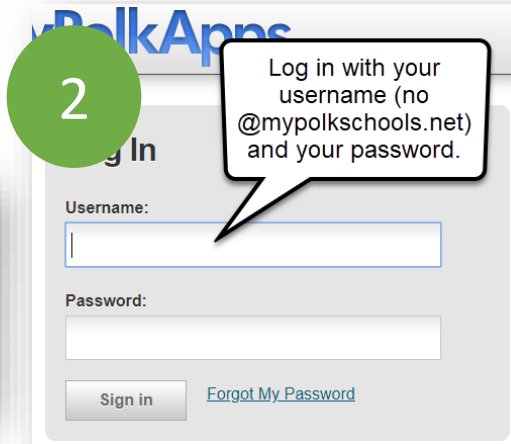 yPolkApps
2
Log in with your
username (no
@mypolkschools.net)
and your password.
g In
Username:
Password:
Sign in Forgot My Password